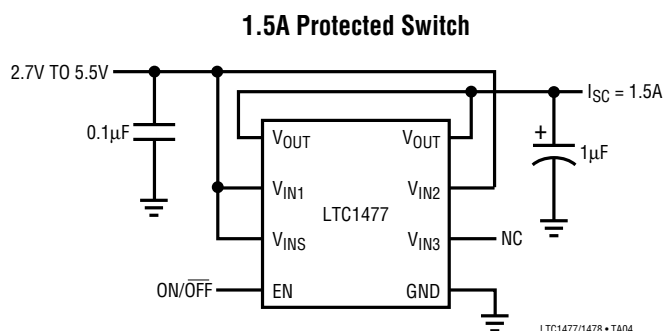 1.5A Protected Switch
2.7V TO 5.5V
ISC = 1.5A
0.1µF
+
1µF
VOUT
VOUT
VIN1
VIN2
LTC1477
VINS
VIN3
NC
ON/OFF
EN
GND
LTC1477/1478 • TA04